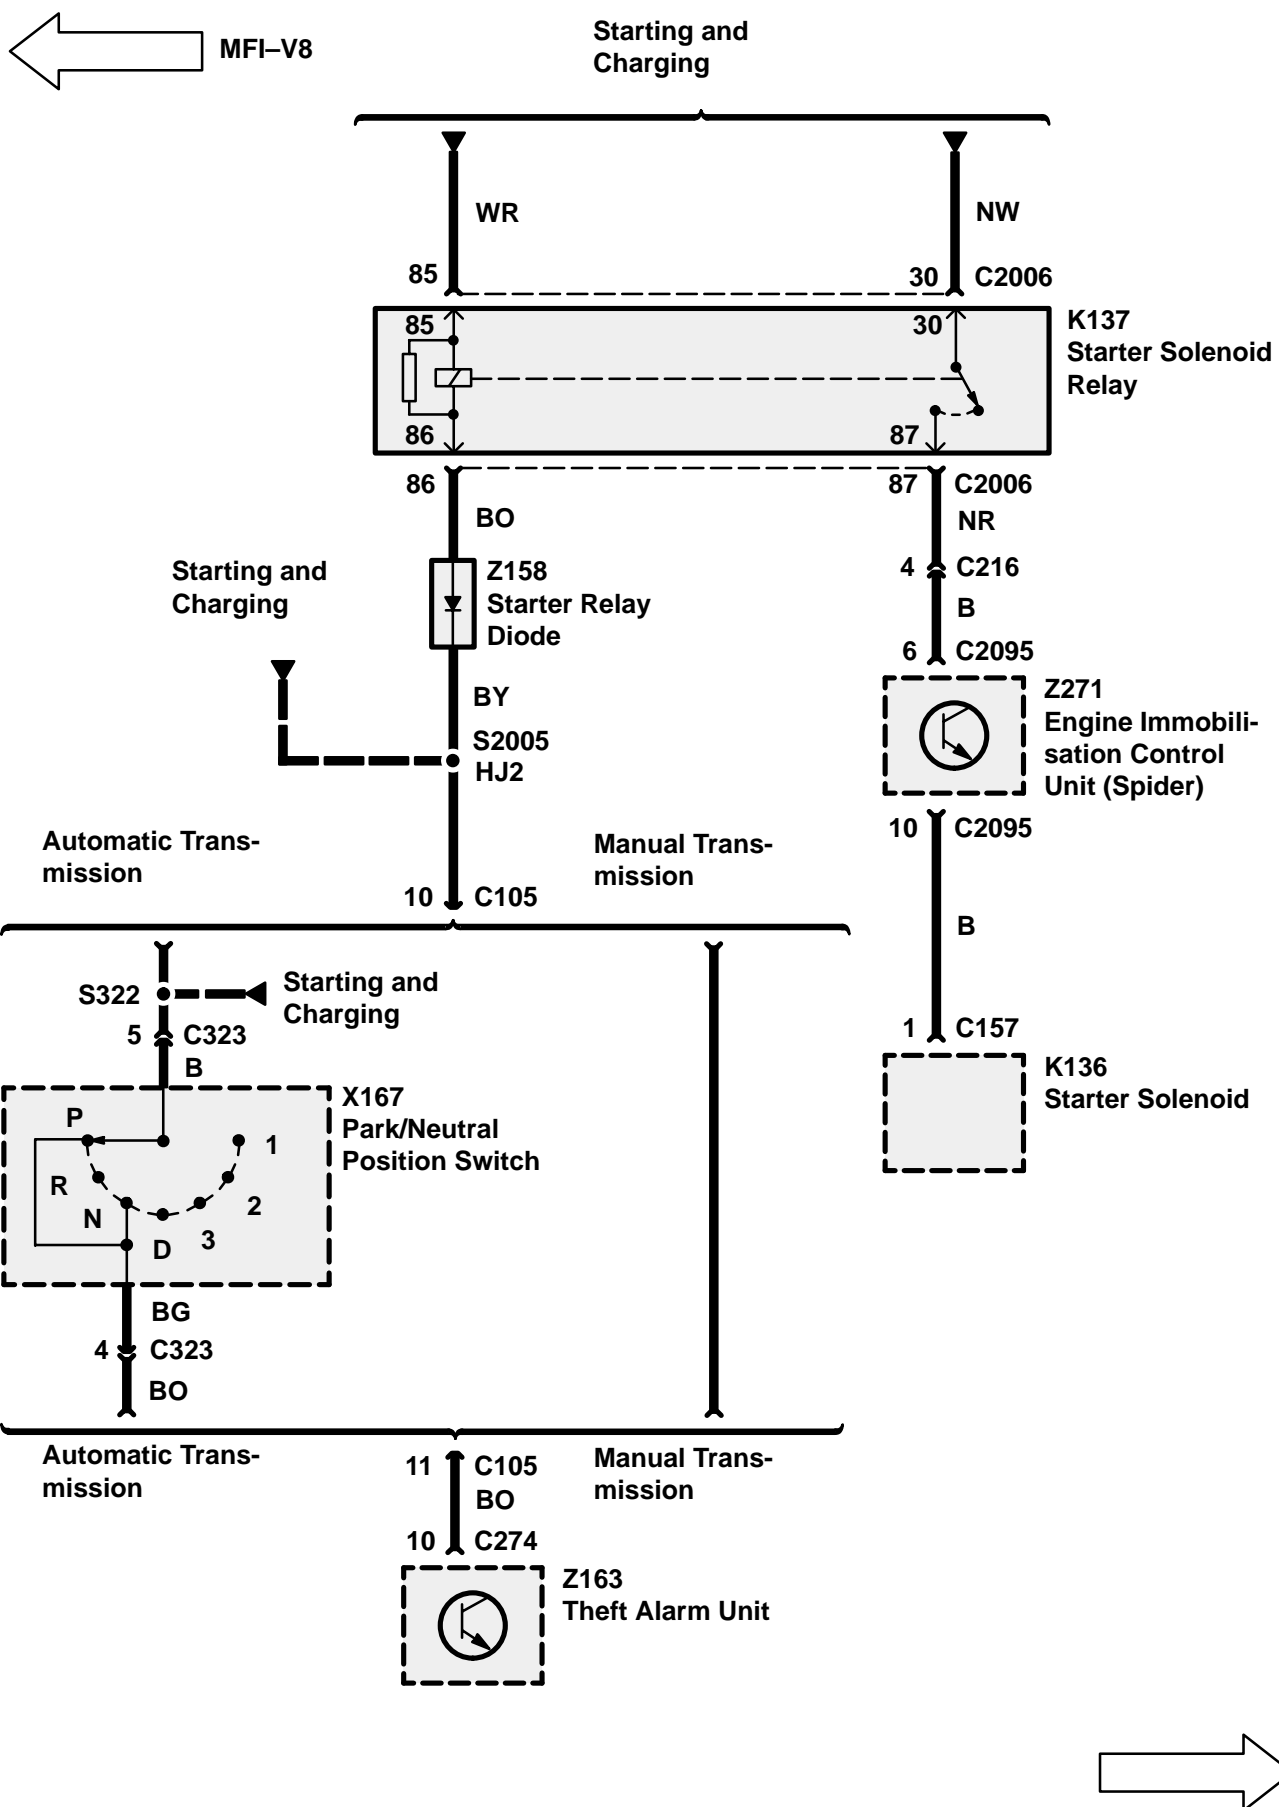 MFI–V8
Starting and
Charging
WR
NW
85
30
C2006
85
30
K137
Starter Solenoid
Relay
86
87
86
87
C2006
BO
NR
Starting and
Charging
Z158
Starter Relay
Diode
4
C216
B
6
C2095
BY
S2005
HJ2
Z271
Engine Immobili-
sation Control
Unit (Spider)
10
C2095
Automatic Trans-
mission
Manual Trans-
mission
10
C105
B
S322
Starting and
Charging
5
C323
B
1
C157
K136
Starter Solenoid
X167
Park/Neutral
Position Switch
P
1
R
2
N
3
D
BG
4
C323
BO
Automatic Trans-
mission
11
C105
BO
Manual Trans-
mission
10
C274
Z163
Theft Alarm Unit